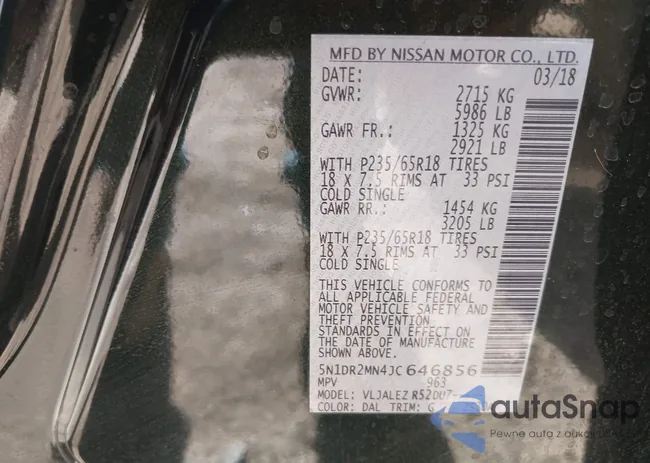 MFD BY NISSAN MOTOR CO., LTD.
DATE: 03/18
GVWR: 2715 KG
5986 LB
GAWR FR.: 1325 KG
2921 LB
WITH P235/65R18 TIRES
18 X 7.5 RIMS AT 33 PSI
COLD SINGLE
GAWR RR.: 1454 KG
3205 LB
WITH P235/65R18 TIRES
18 X 7.5 RIMS AT 33 PSI
COLD SINGLE
THIS VEHICLE CONFORMS TO
ALL APPLICABLE FEDERAL
MOTOR VEHICLE SAFETY AND
THEFT PREVENTION
STANDARDS IN EFFECT ON
THE DATE OF MANUFACTURE
SHOWN ABOVE.
5N1DR2MN4JC646856
MPV 963
MODEL: VLJALEZ R52DU7-
COLOR: DAL TRIM: G
autaSnap
Pewne auta z aukcji